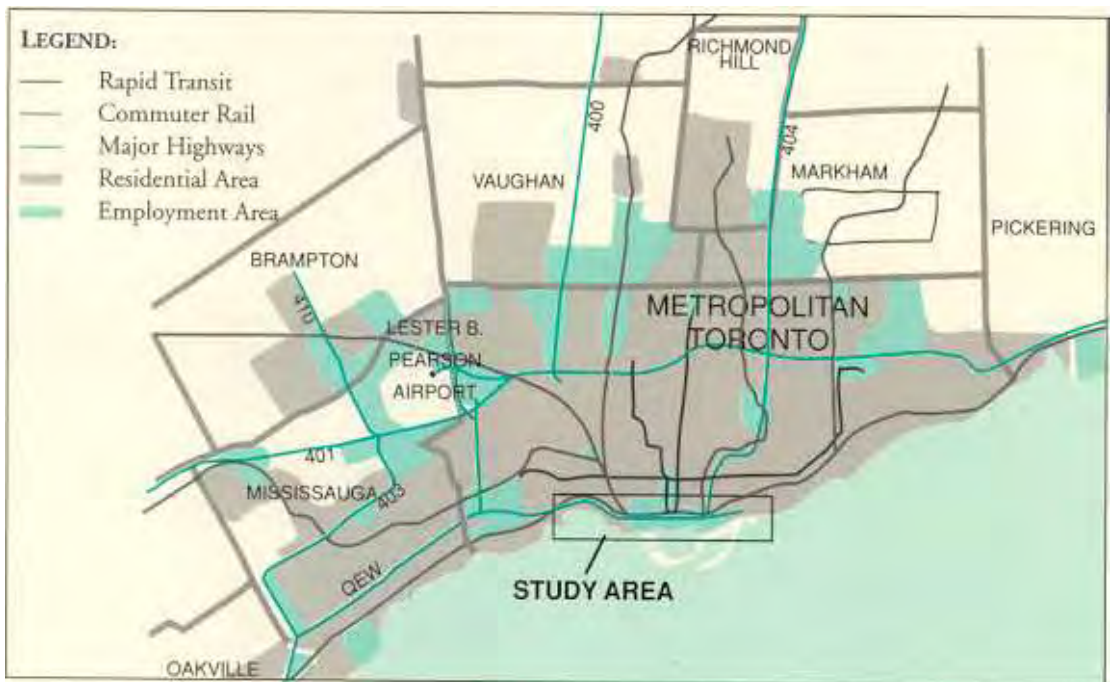 LEGEND:
Rapid Transit
Commuter Rail
Major Highways
Residential Area
Employment Area
RICHMOND
HILL
400
404
VAUGHAN
MARKHAM
PICKERING
BRAMPTON
410
METROPOLITAN
TORONTO
LESTER B.
PEARSON
AIRPORT
401
MISSISSAUGA
403
QEW
STUDY AREA
OAKVILLE